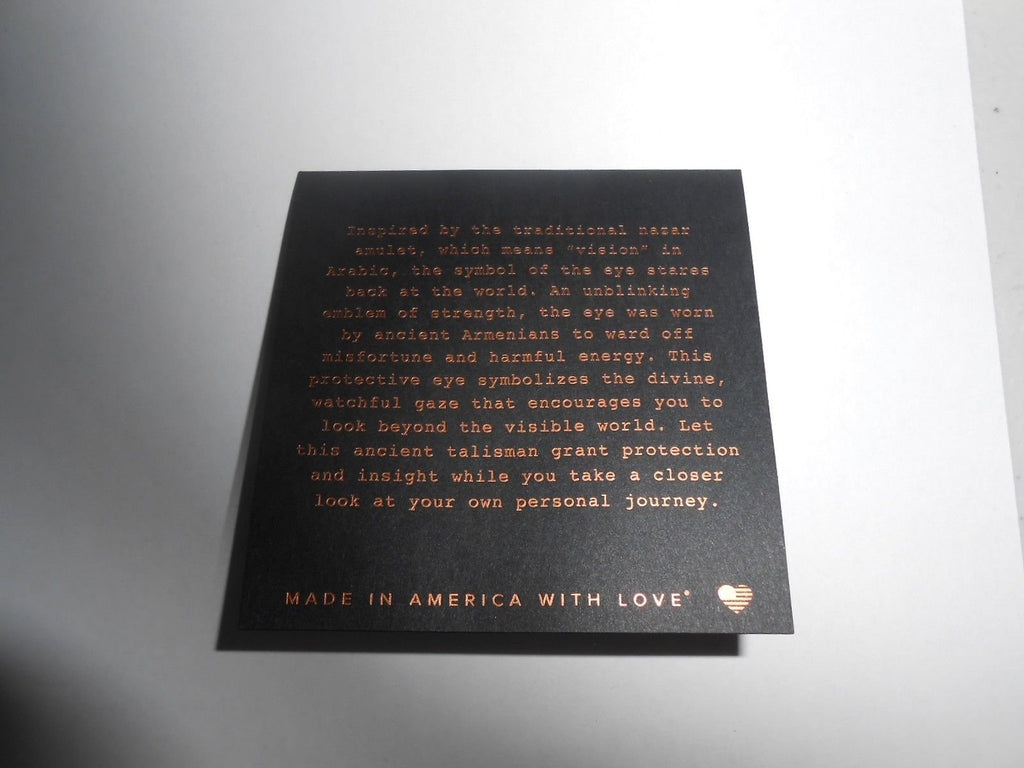 Inspired by the traditional nazar
amulet, which means "vision" in
Arabic, the symbol of the eye stares
back at the world. An unblinking
emblem of strength, the eye was worn
by ancient Armenians to ward off
misfortune and harmful energy. This
protective eye symbolizes the divine,
watchful gaze that encourages you to
look beyond the visible world. Let
this ancient talisman grant protection
and insight while you take a closer
look at your own personal journey.
MADE IN AMERICA WITH LOVE®